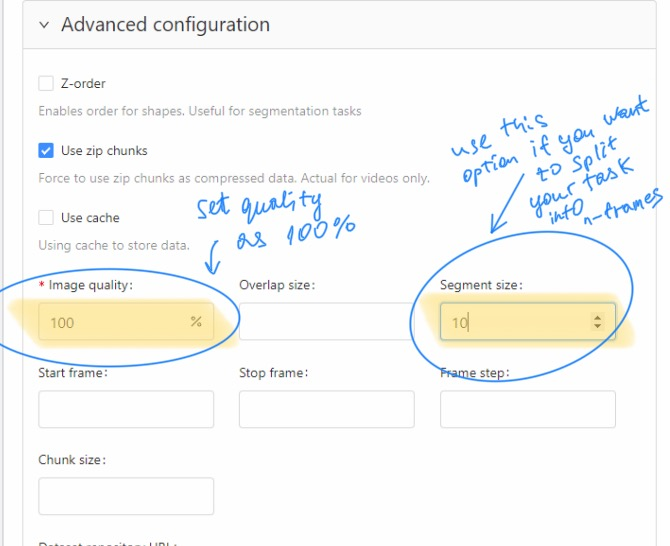 Advanced configuration
Z-order
Enables order for shapes. Useful for segmentation tasks
Use zip chunks
Force to use zip chunks as compressed data. Actual for videos only.
Use cache
Using cache to store data.
set quality
as 100%
use this
option if you want
to split
your task
into n-frames
* Image quality:
Overlap size:
Segment size:
100 %
10
Start frame:
Stop frame:
Frame step:
Chunk size: